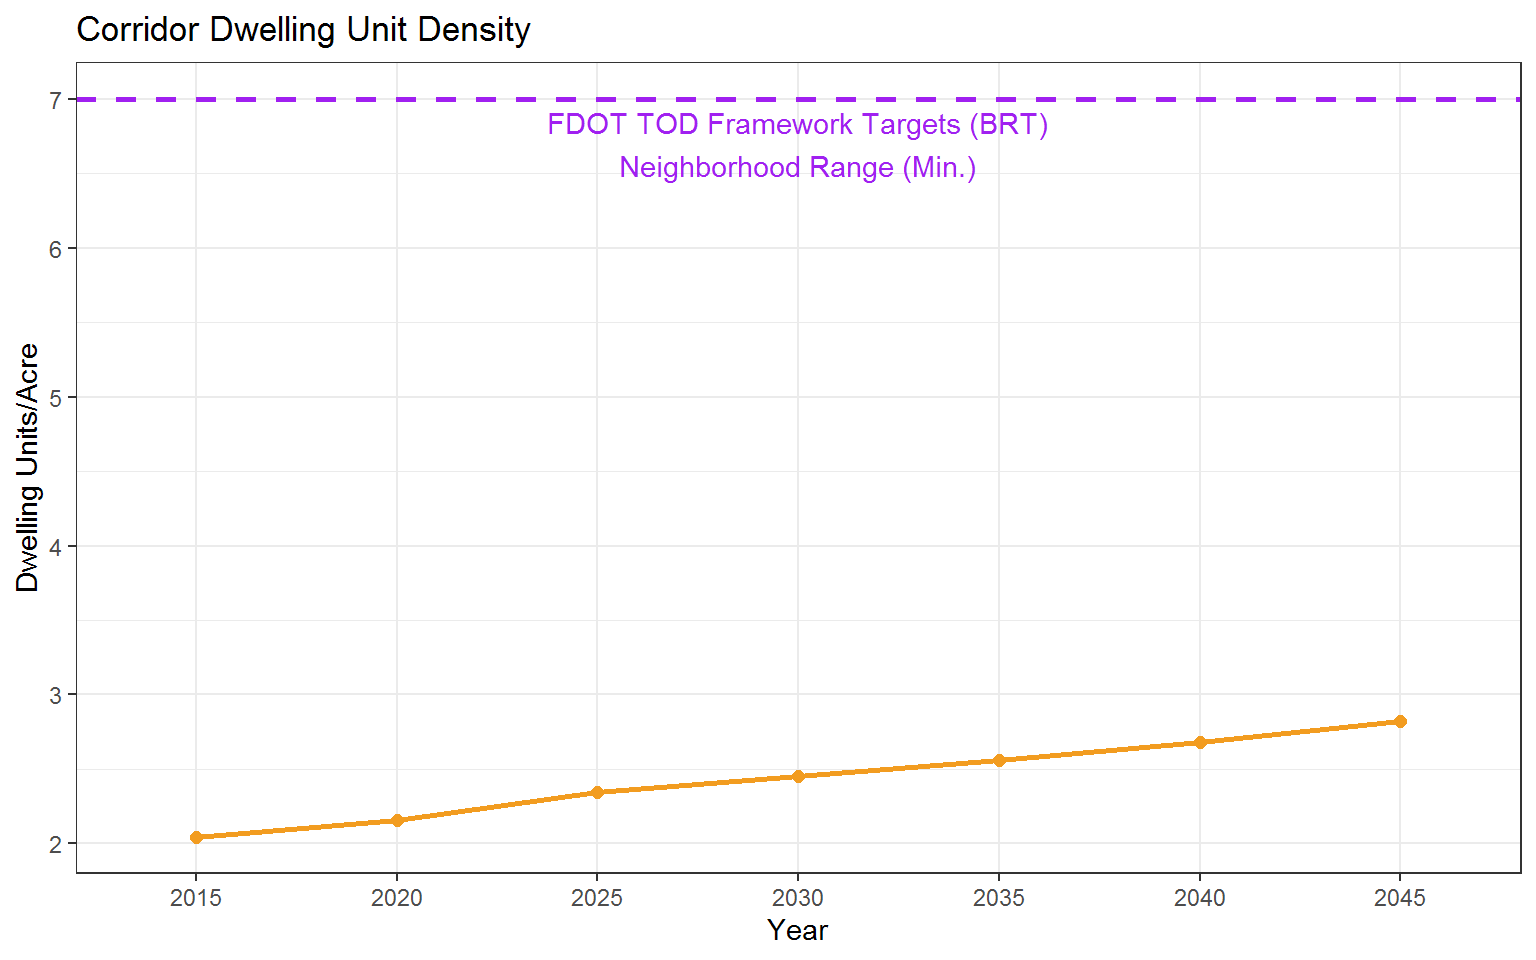 Corridor Dwelling Unit Density
7
FDOT TOD Framework Targets (BRT)
Neighborhood Range (Min.)
6
5
4
3
2
Dwelling Units/Acre
2015 2020 2025 2030 2035 2040 2045
Year